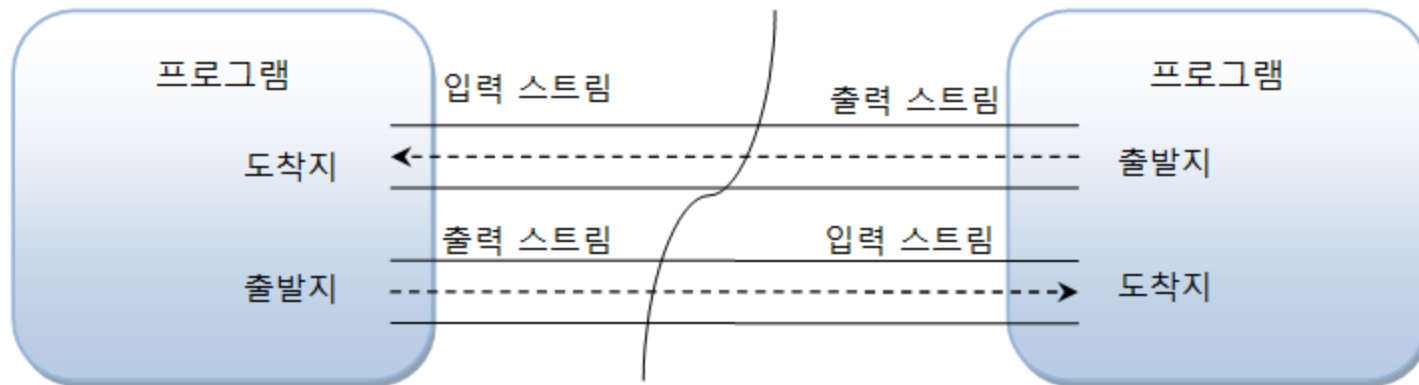 프로그램
프로그램
입력 스트림
출력 스트림
도착지
출발지
출력 스트림
입력 스트림
출발지
도착지